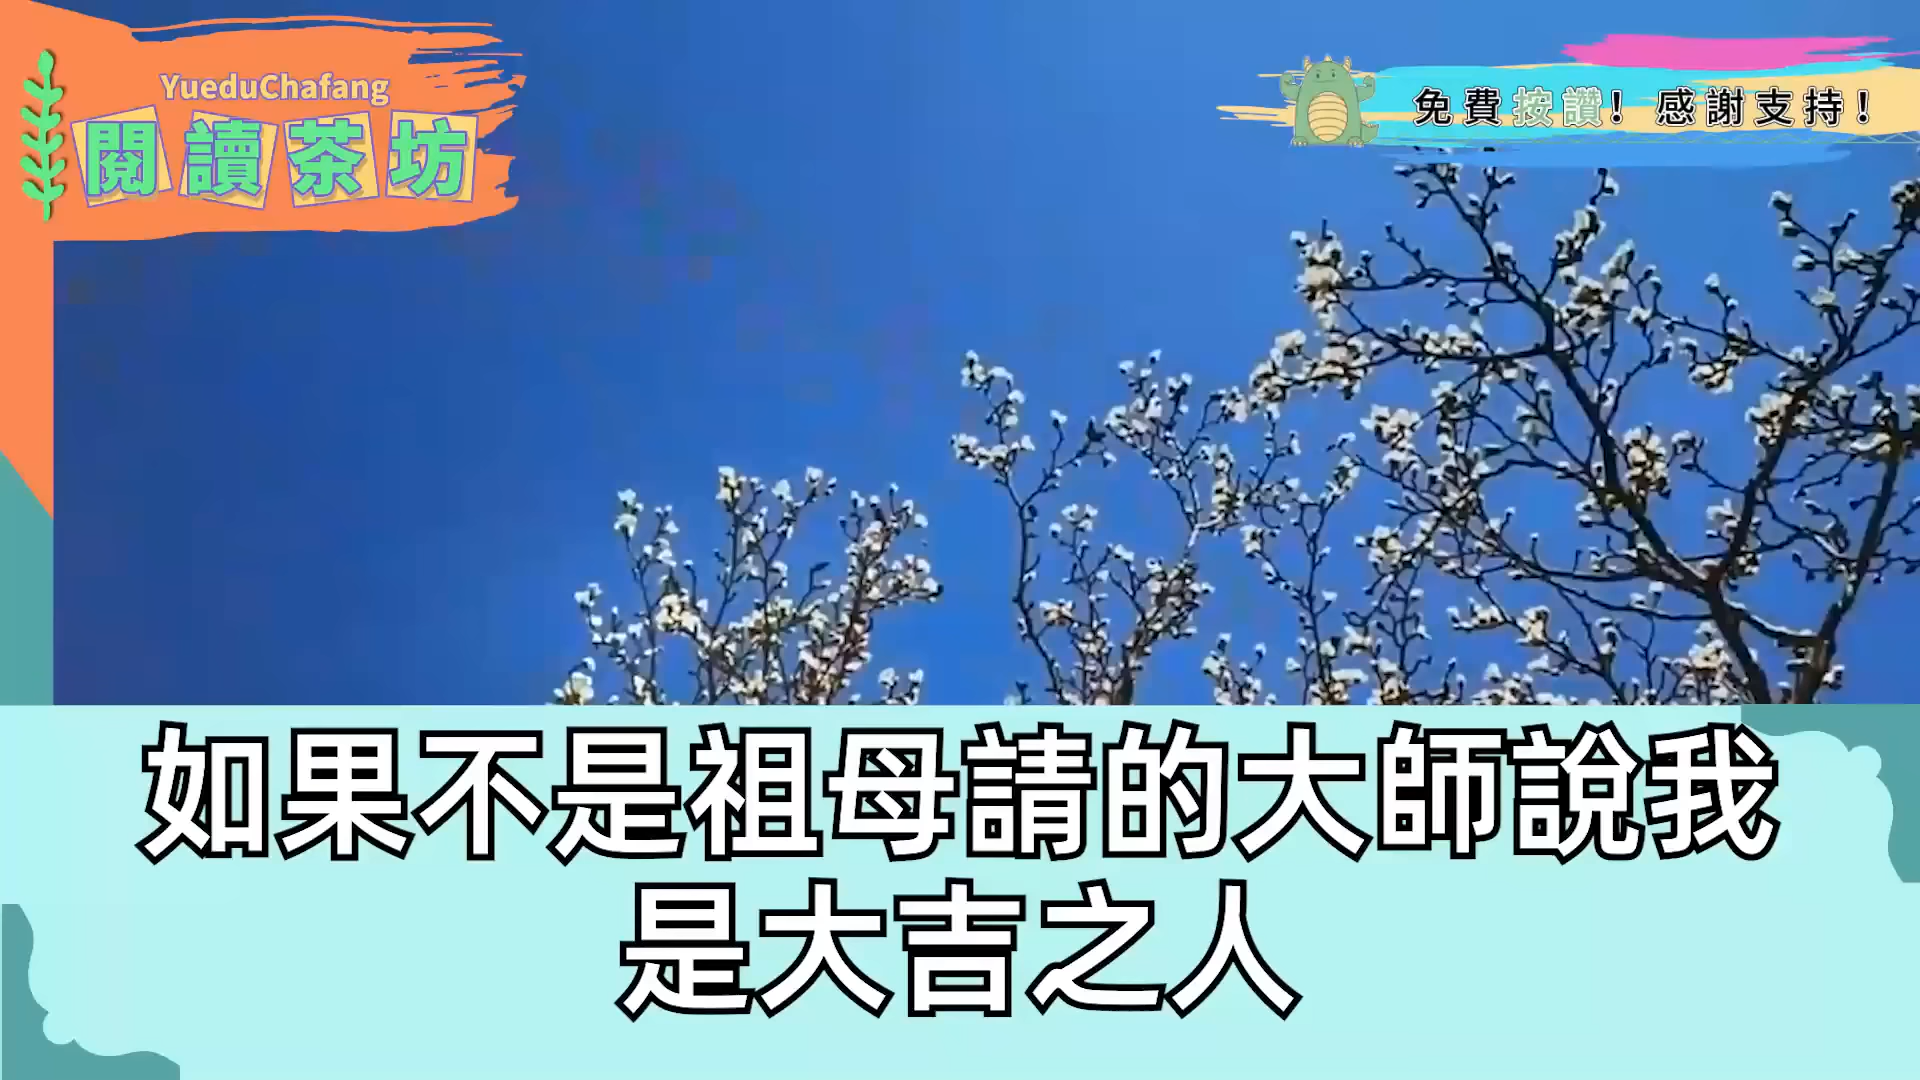 YueduChafang
閱讀茶坊
免費按讚！感謝支持！
如果不是祖母請的大師說我
是大吉之人